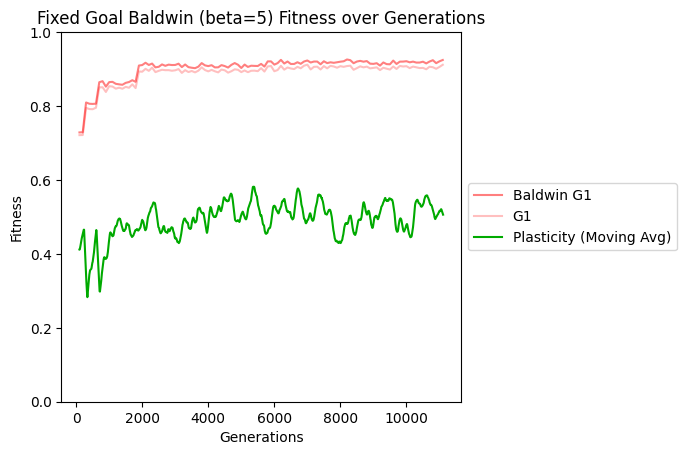 Fixed Goal Baldwin (beta=5) Fitness over Generations
1.0
0.8
0.6
0.4
0.2
0.0
Fitness
0
2000
4000
6000
8000
10000
Generations
Baldwin G1
G1
Plasticity (Moving Avg)